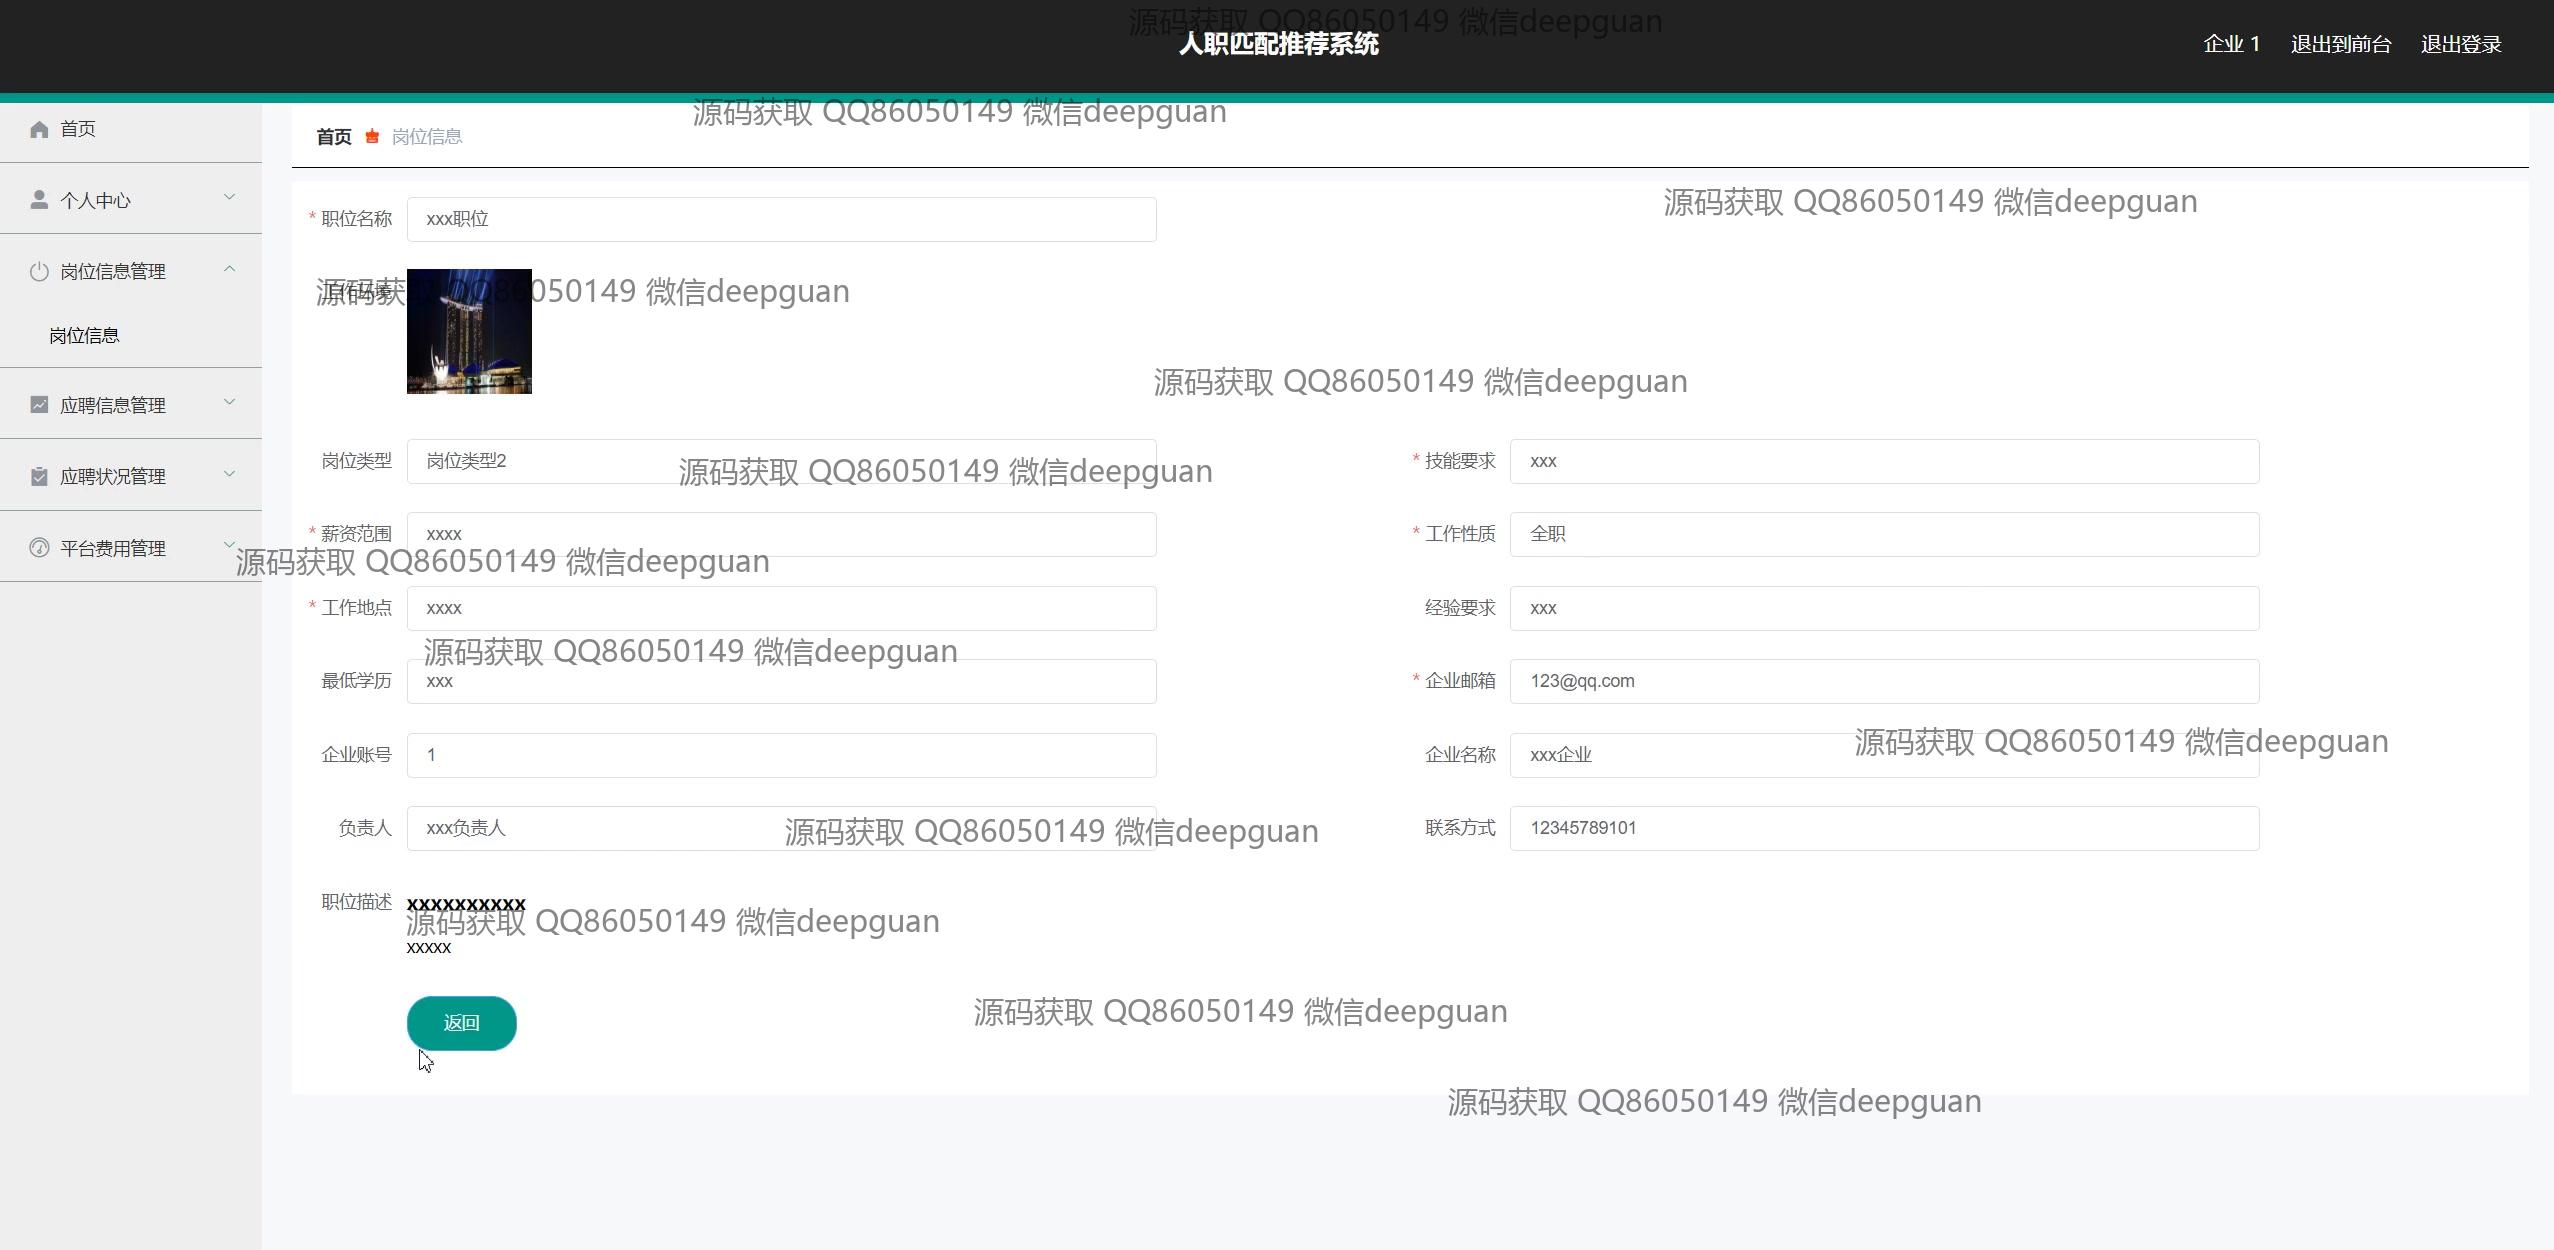 源码获取 QQ86050149 微信deepguan
人职匹配推荐系统
企业 1 退出到前台 退出登录
源码获取 QQ86050149 微信deepguan
首页
首页 岗位信息
个人中心
源码获取 QQ86050149 微信deepguan
* 职位名称 xxx职位
岗位信息管理
工作环境
源码获取 QQ86050149 微信deepguan
岗位信息
源码获取 QQ86050149 微信deepguan
应聘信息管理
岗位类型 岗位类型2 * 技能要求 xxx
源码获取 QQ86050149 微信deepguan
应聘状况管理
* 薪资范围 xxxx * 工作性质 全职
平台费用管理
源码获取 QQ86050149 微信deepguan
* 工作地点 xxxx 经验要求 xxx
源码获取 QQ86050149 微信deepguan
最低学历 xxx * 企业邮箱 123@qq.com
源码获取 QQ86050149 微信deepguan
企业账号 1 企业名称 xxx企业
负责人 xxx负责人 联系方式 12345789101
源码获取 QQ86050149 微信deepguan
职位描述 xxxxxxxxxx
源码获取 QQ86050149 微信deepguan
xxxxx
源码获取 QQ86050149 微信deepguan
返回
源码获取 QQ86050149 微信deepguan